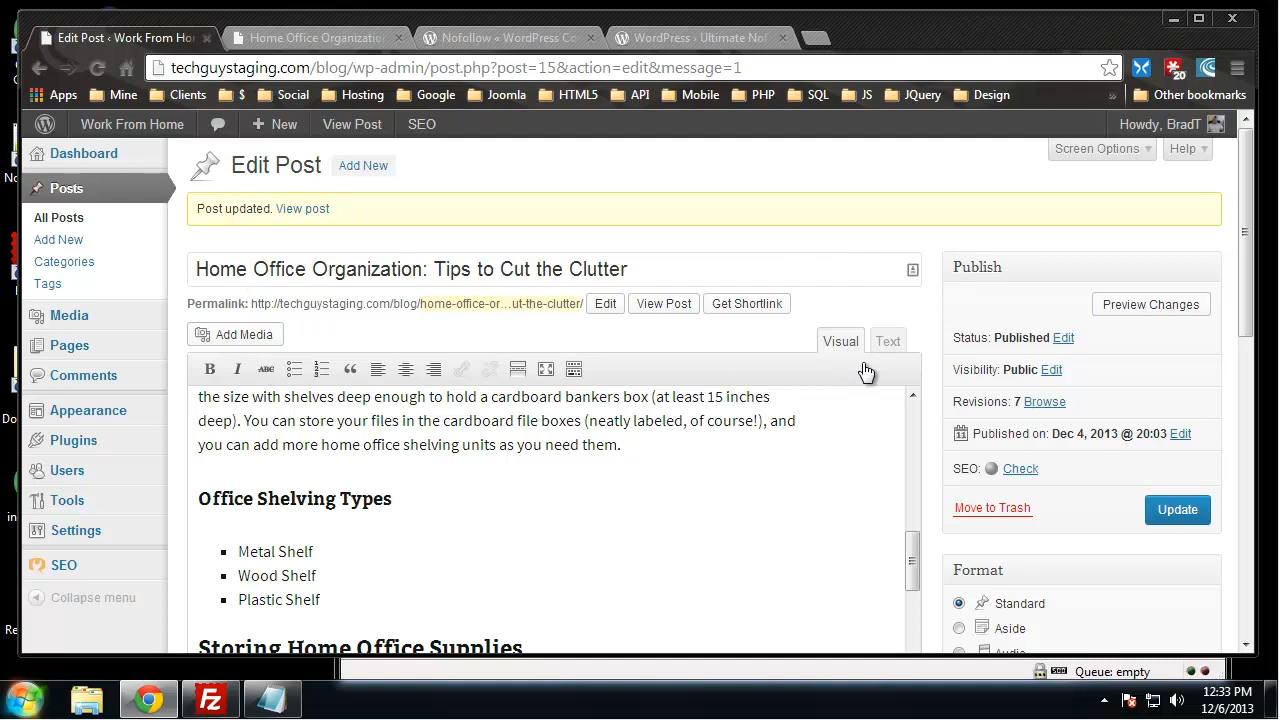 Edit Post ‹ Work From Ho
Home Office Organization
Nofollow « WordPress Co
WordPress › Ultimate Nof
techguystaging.com/blog/wp-admin/post.php?post=15&action=edit&message=1
20
Apps Mine Clients $ Social Hosting Google Joomla HTML5 API Mobile PHP SQL JS JQuery Design » Other bookmarks
Work From Home + New View Post SEO Howdy, BradT
Screen Options Help
Dashboard
Posts
All Posts
Add New
Categories
Tags
Media
Pages
Comments
Appearance
Plugins
Users
Tools
Settings
SEO
Collapse menu
Edit Post Add New
Post updated. View post
Home Office Organization: Tips to Cut the Clutter
Permalink: http://techguystaging.com/blog/home-office-or…ut-the-clutter/ Edit View Post Get Shortlink
Add Media
Visual Text
B I ABC
the size with shelves deep enough to hold a cardboard bankers box (at least 15 inches
deep). You can store your files in the cardboard file boxes (neatly labeled, of course!), and
you can add more home office shelving units as you need them.
Office Shelving Types
Metal Shelf
Wood Shelf
Plastic Shelf
Storing Home Office Supplies
Publish
Preview Changes
Status: Published Edit
Visibility: Public Edit
Revisions: 7 Browse
Published on: Dec 4, 2013 @ 20:03 Edit
SEO: Check
Move to Trash Update
Format
Standard
Aside
Queue: empty
12:33 PM
12/6/2013